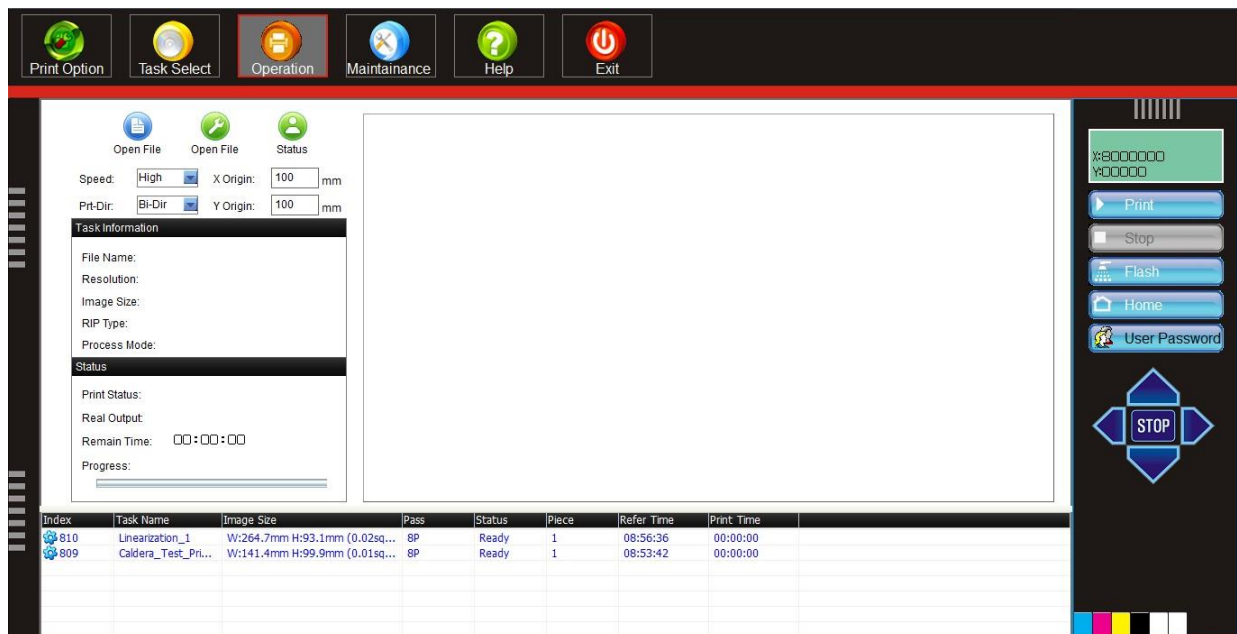 Print Option Task Select Operation Maintainance Help Exit
Open File Open File Status
Speed: High X Origin: 100 mm
Prt-Dir: Bi-Dir Y Origin: 100 mm
Task Information
File Name:
Resolution:
Image Size:
RIP Type:
Process Mode:
Status
Print Status:
Real Output:
Remain Time: 00:00:00
Progress:
X:8000000
Y:00000
Print
Stop
Flash
Home
User Password
STOP
Index Task Name Image Size Pass Status Piece Refer Time Print Time
810 Linearization_1 W:264.7mm H:93.1mm (0.02sq... 8P Ready 1 08:56:36 00:00:00
809 Caldera_Test_Pri... W:141.4mm H:99.9mm (0.01sq... 8P Ready 1 08:53:42 00:00:00